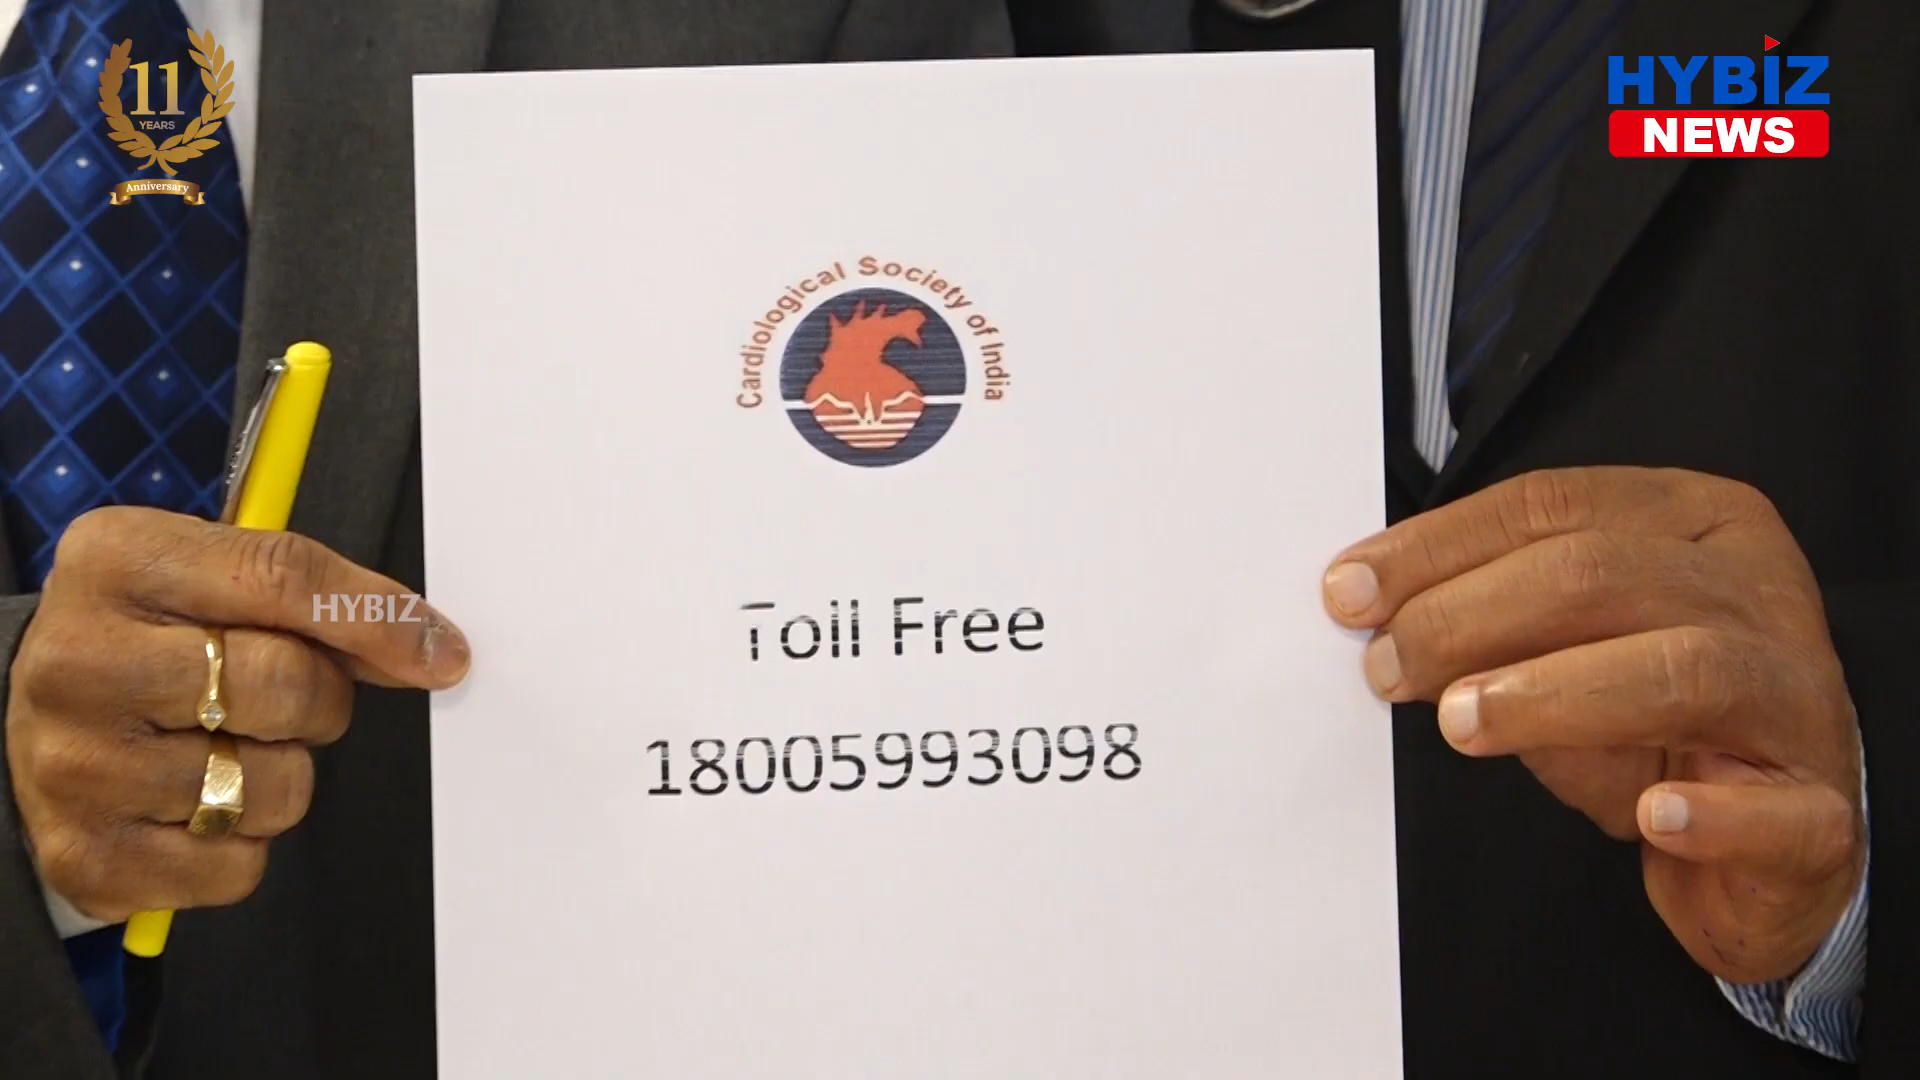 11
YEARS
Anniversary
HYBIZ
NEWS
Cardiological Society of India
HYBIZ
Toll Free
18005993098